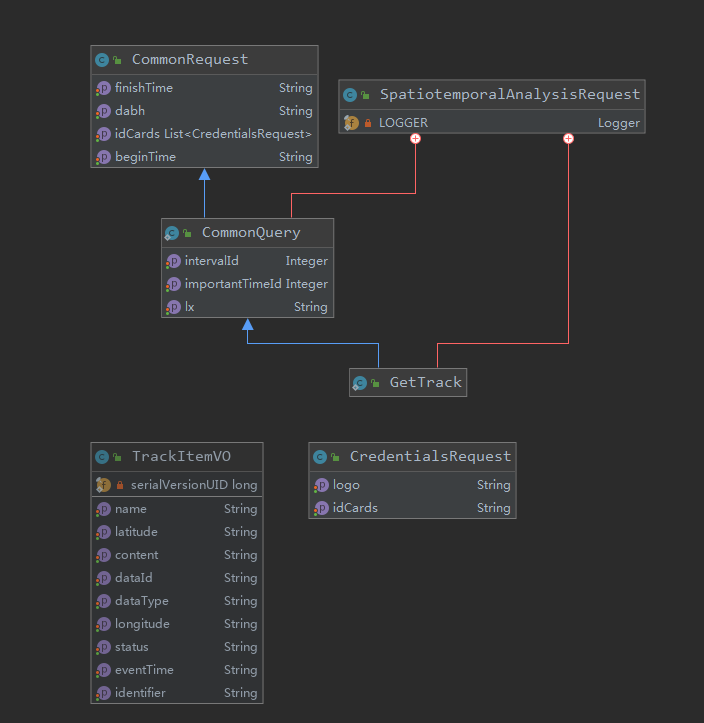 CommonRequest
finishTime String
dabh String
idCards List<CredentialsRequest>
beginTime String
SpatiotemporalAnalysisRequest
LOGGER Logger
CommonQuery
intervalId Integer
importantTimeId Integer
lx String
GetTrack
TrackItemVO
serialVersionUID long
name String
latitude String
content String
dataId String
dataType String
longitude String
status String
eventTime String
identifier String
CredentialsRequest
logo String
idCards String